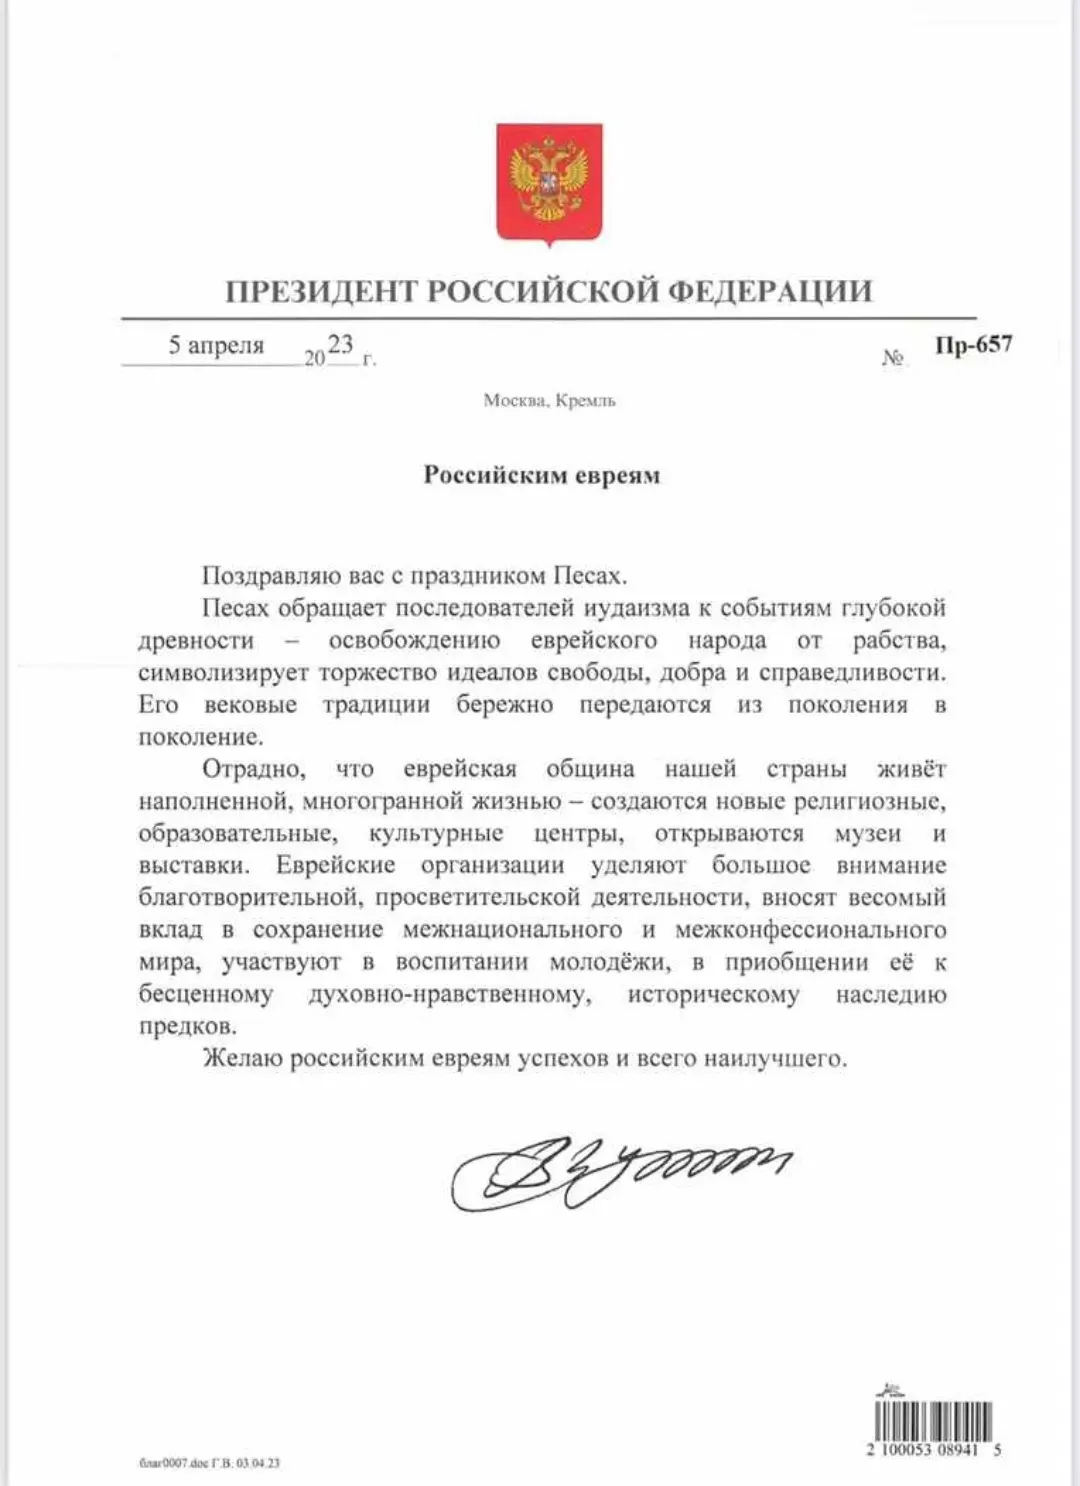 ПРЕЗИДЕНТ РОССИЙСКОЙ ФЕДЕРАЦИИ
5 апреля 2023 г. № Пр-657
Москва, Кремль
Российским евреям
Поздравляю вас с праздником Песах.
Песах обращает последователей иудаизма к событиям глубокой
древности – освобождению еврейского народа от рабства,
символизирует торжество идеалов свободы, добра и справедливости.
Его вековые традиции бережно передаются из поколения в
поколение.
Отрадно, что еврейская община нашей страны живёт
наполненной, многогранной жизнью – создаются новые религиозные,
образовательные, культурные центры, открываются музеи и
выставки. Еврейские организации уделяют большое внимание
благотворительной, просветительской деятельности, вносят весомый
вклад в сохранение межнационального и межконфессионального
мира, участвуют в воспитании молодёжи, в приобщении её к
бесценному духовно-нравственному, историческому наследию
предков.
Желаю российским евреям успехов и всего наилучшего.
2 100053 08941 5
благ0007.doc Г.В. 03.04.23